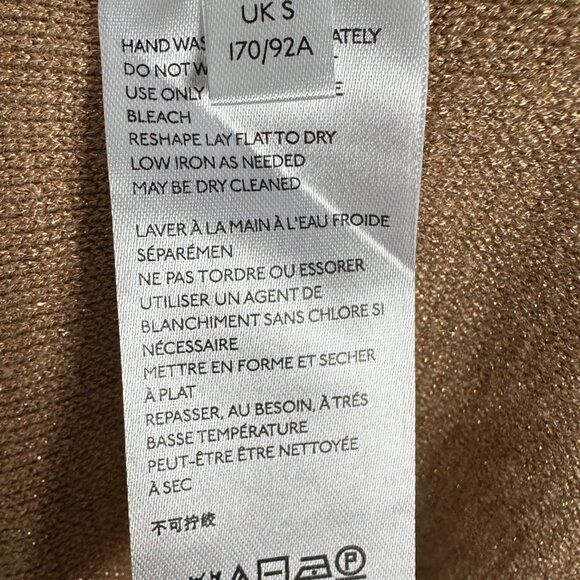 UK S
170/92A
HAND WAS ATELY
DO NOT W
USE ONLY E
BLEACH
RESHAPE LAY FLAT TO DRY
LOW IRON AS NEEDED
MAY BE DRY CLEANED
LAVER À LA MAIN À L'EAU FROIDE
SÉPARÉMEN
NE PAS TORDRE OU ESSORER
UTILISER UN AGENT DE
BLANCHIMENT SANS CHLORE SI
NÉCESSAIRE
METTRE EN FORME ET SECHER
À PLAT
REPASSER, AU BESOIN, À TRÉS
BASSE TEMPÉRATURE
PEUT-ÊTRE ÊTRE NETTOYÉE
À SEC
不可拧绞
P